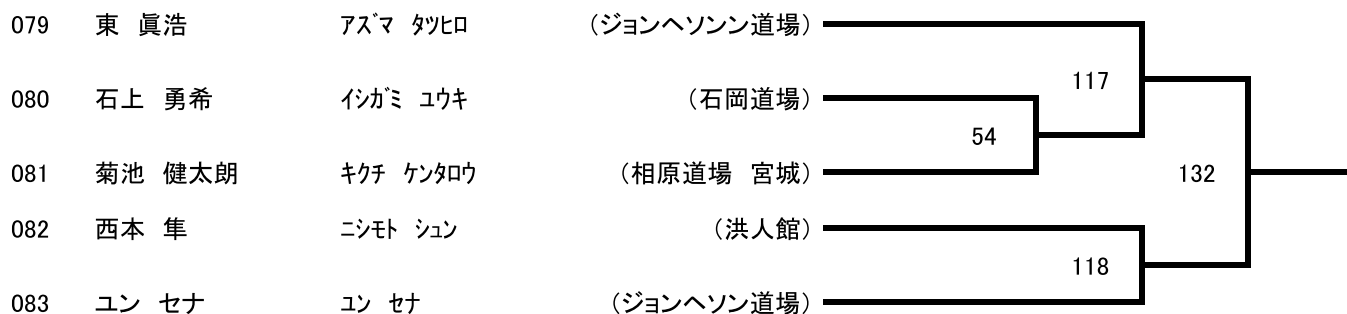 079 東 眞浩 ｱｽﾞﾏ ﾀﾂﾋﾛ （ジョンヘソンン道場）
117
080 石上 勇希 ｲｼｶﾞﾐ ﾕｳｷ （石岡道場）
54
081 菊池 健太朗 ｷｸﾁ ｹﾝﾀﾛｳ （相原道場 宮城） 132
082 西本 隼 ﾆｼﾓﾄ ｼｭﾝ （洪人館）
118
083 ユン セナ ﾕﾝ ｾﾅ （ジョンヘソン道場）